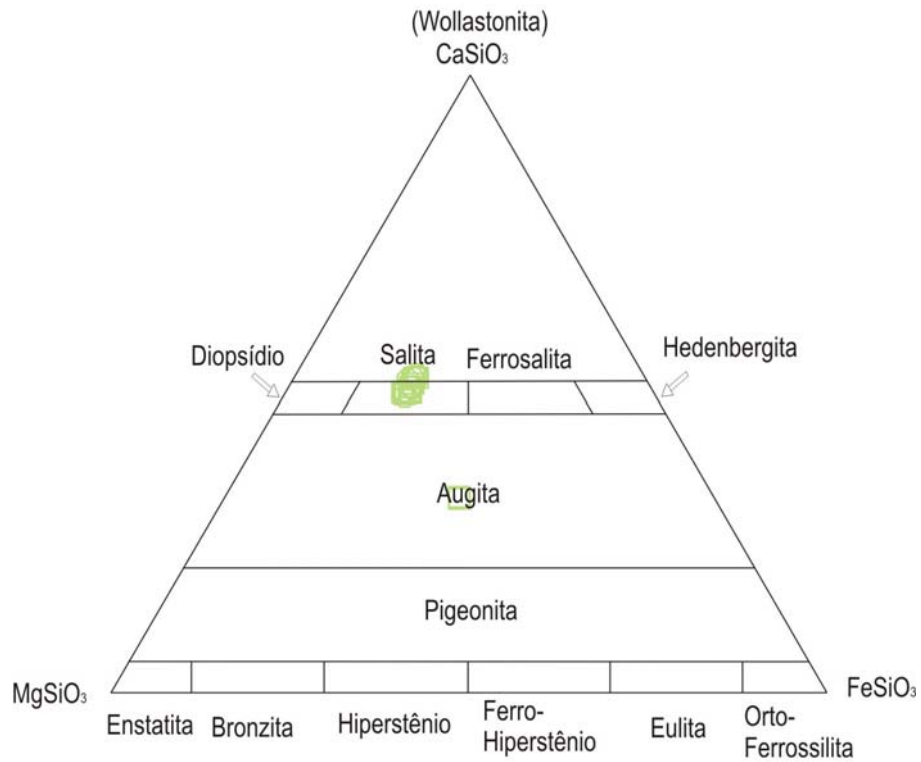 (Wollastonita)
CaSiO₃
Diopsídio
Salita
Ferrosalita
Hedenbergita
Augita
Pigeonita
MgSiO₃
FeSiO₃
Enstatita
Bronzita
Hiperstênio
Ferro-
Hiperstênio
Eulita
Orto-
Ferrossilita